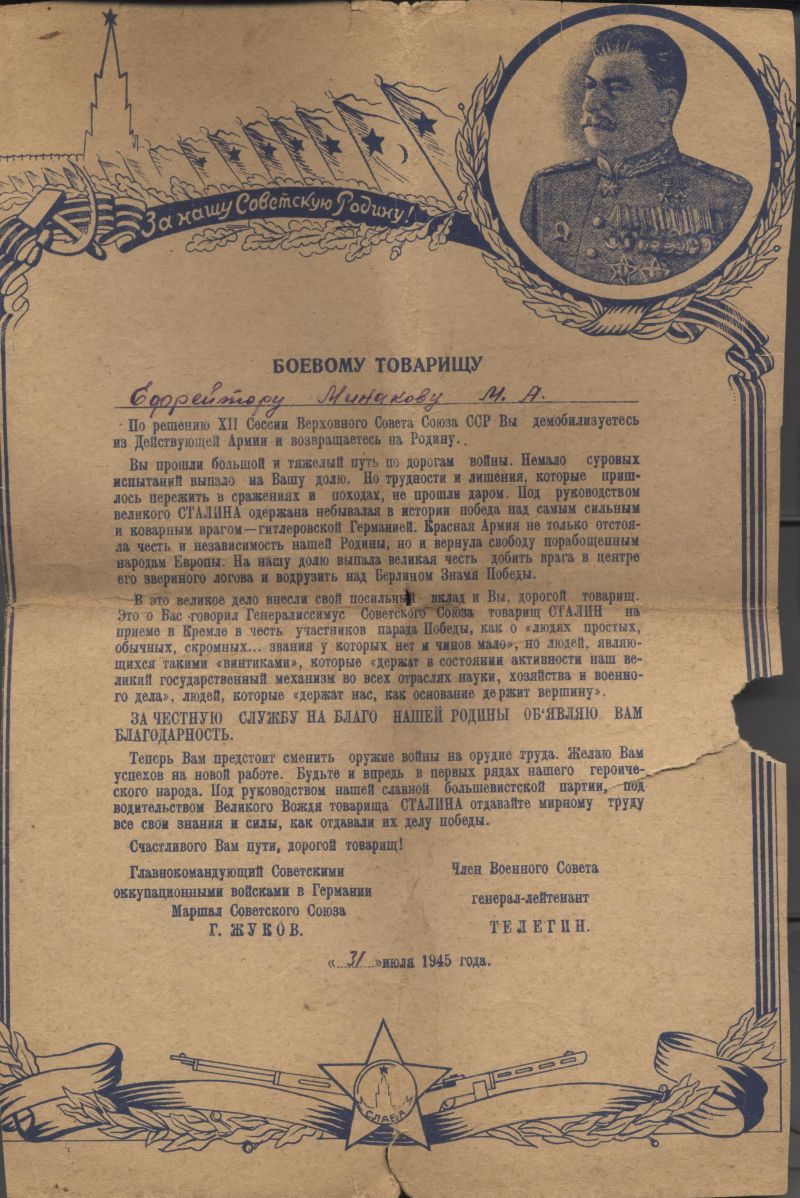 За нашу Советскую Родину!
БОЕВОМУ ТОВАРИЩУ
Ефрейтору Минакову М. А.
По решению XII Сессии Верховного Совета Союза ССР Вы демобилизуетесь
из Действующей Армии и возвращаетесь на Родину..
Вы прошли большой и тяжелый путь по дорогам войны. Немало суровых
испытаний выпало на Вашу долю. Но трудности и лишения, которые приш-
лось пережить в сражениях и походах, не прошли даром. Под руководством
великого СТАЛИНА одержана небывалая в истории победа над самым сильным
и коварным врагом—гитлеровской Германией. Красная Армия не только отстоя-
ла честь и независимость нашей Родины, но и вернула свободу порабощенным
народам Европы. На нашу долю выпала великая честь добить врага в центре
его звериного логова и водрузить над Берлином Знамя Победы.
В это великое дело внесли свой посильный вклад и Вы, дорогой товарищ.
Это о Вас говорил Генералиссимус Советского Союза товарищ СТАЛИН на
приеме в Кремле в честь участников парада Победы, как о «людях простых,
обычных, скромных... звания у которых нет и чинов мало», но людей, являю-
щихся такими «винтиками», которые «держат в состоянии активности наш ве-
ликий государственный механизм во всех отраслях науки, хозяйства и военно-
го дела», людей, которые «держат нас, как основание держит вершину».
ЗА ЧЕСТНУЮ СЛУЖБУ НА БЛАГО НАШЕЙ РОДИНЫ ОБ'ЯВЛЯЮ ВАМ
БЛАГОДАРНОСТЬ.
Теперь Вам предстоит сменить оружие войны на орудие труда. Желаю Вам
успехов на новой работе. Будьте и впредь в первых рядах нашего героиче-
ского народа. Под руководством нашей славной большевистской партии, под
водительством Великого Вождя товарища СТАЛИНА отдавайте мирному труду
все свои знания и силы, как отдавали их делу победы.
Счастливого Вам пути, дорогой товарищ!
Главнокомандующий Советскими
оккупационными войсками в Германии
Маршал Советского Союза
Г. ЖУКОВ.
Член Военного Совета
генерал-лейтенант
ТЕЛЕГИН.
« 31 »июля 1945 года.
СЛАВА